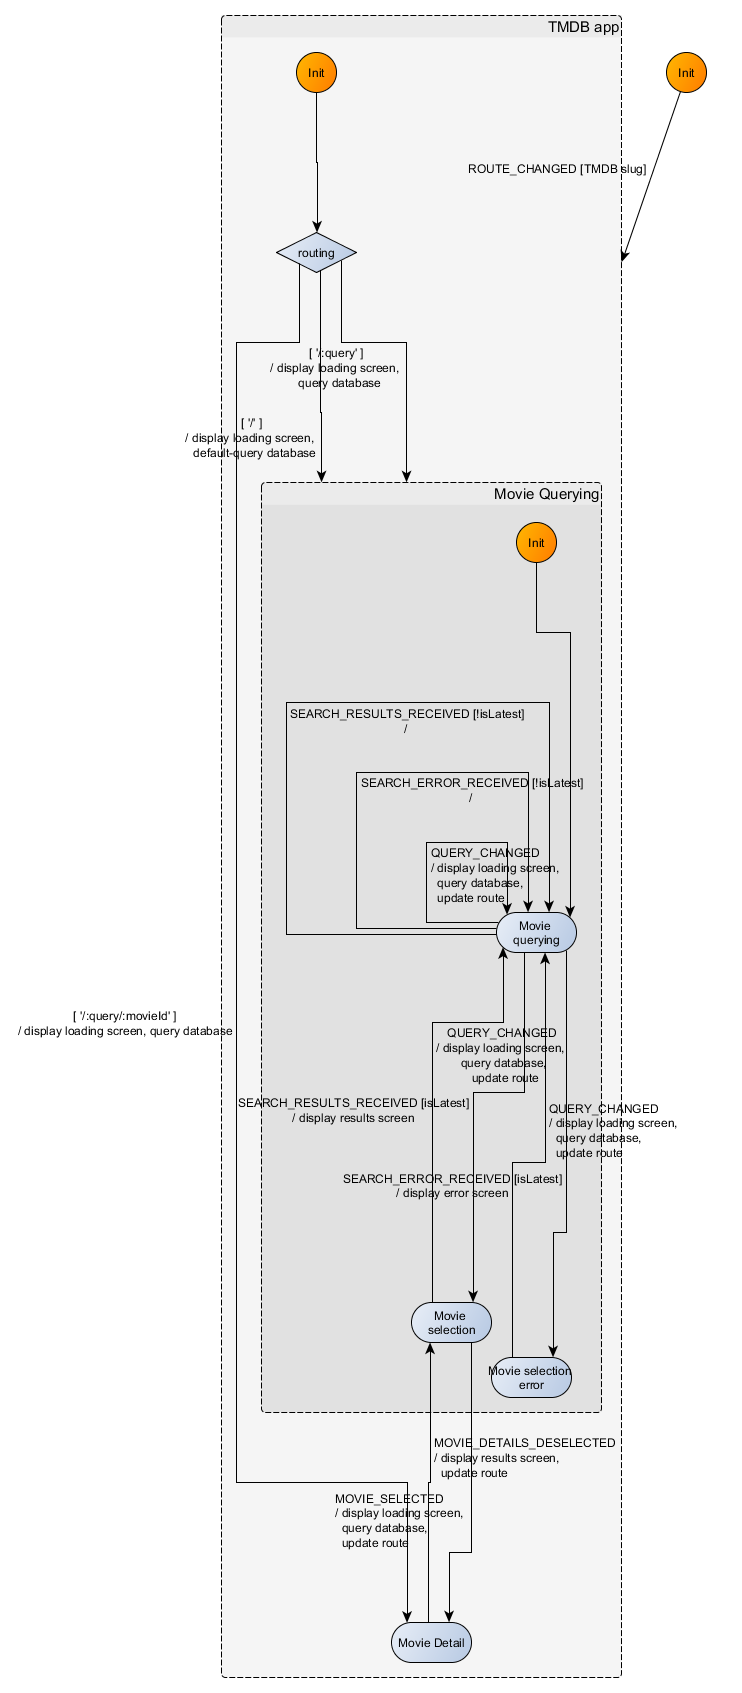 TMDB app
Init
Init
ROUTE_CHANGED [TMDB slug]
routing
[ '/:query' ]
/ display loading screen,
query database
[ '/' ]
/ display loading screen,
default-query database
Movie Querying
Init
SEARCH_RESULTS_RECEIVED [!isLatest]
/
SEARCH_ERROR_RECEIVED [!isLatest]
/
QUERY_CHANGED
/ display loading screen,
query database,
update route
Movie
querying
[ '/:query/:movieId' ]
/ display loading screen, query database
QUERY_CHANGED
/ display loading screen,
query database,
update route
SEARCH_RESULTS_RECEIVED [isLatest]
/ display results screen
QUERY_CHANGED
/ display loading screen,
query database,
update route
SEARCH_ERROR_RECEIVED [isLatest]
/ display error screen
Movie
selection
Movie selection
error
MOVIE_DETAILS_DESELECTED
/ display results screen,
update route
MOVIE_SELECTED
/ display loading screen,
query database,
update route
Movie Detail